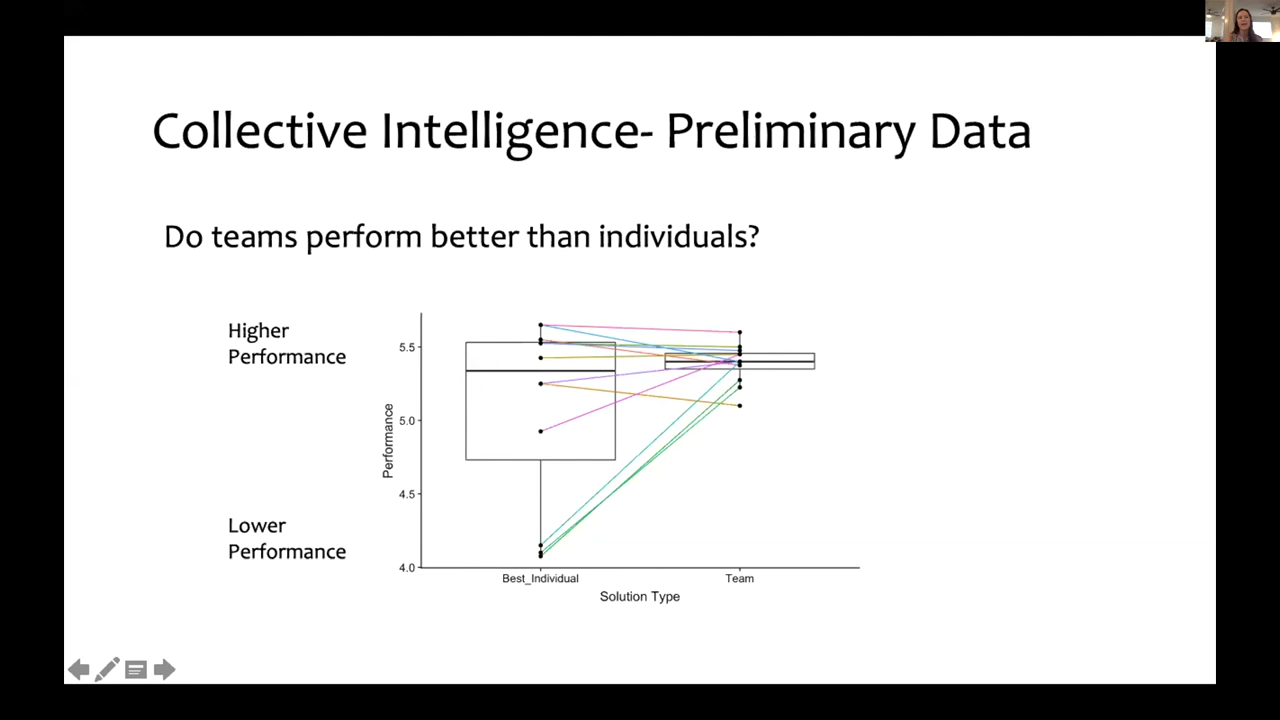 Collective Intelligence- Preliminary Data
Do teams perform better than individuals?
Higher
Performance
Lower
Performance
Performance
5.5
5.0
4.5
4.0
Best_Individual
Team
Solution Type